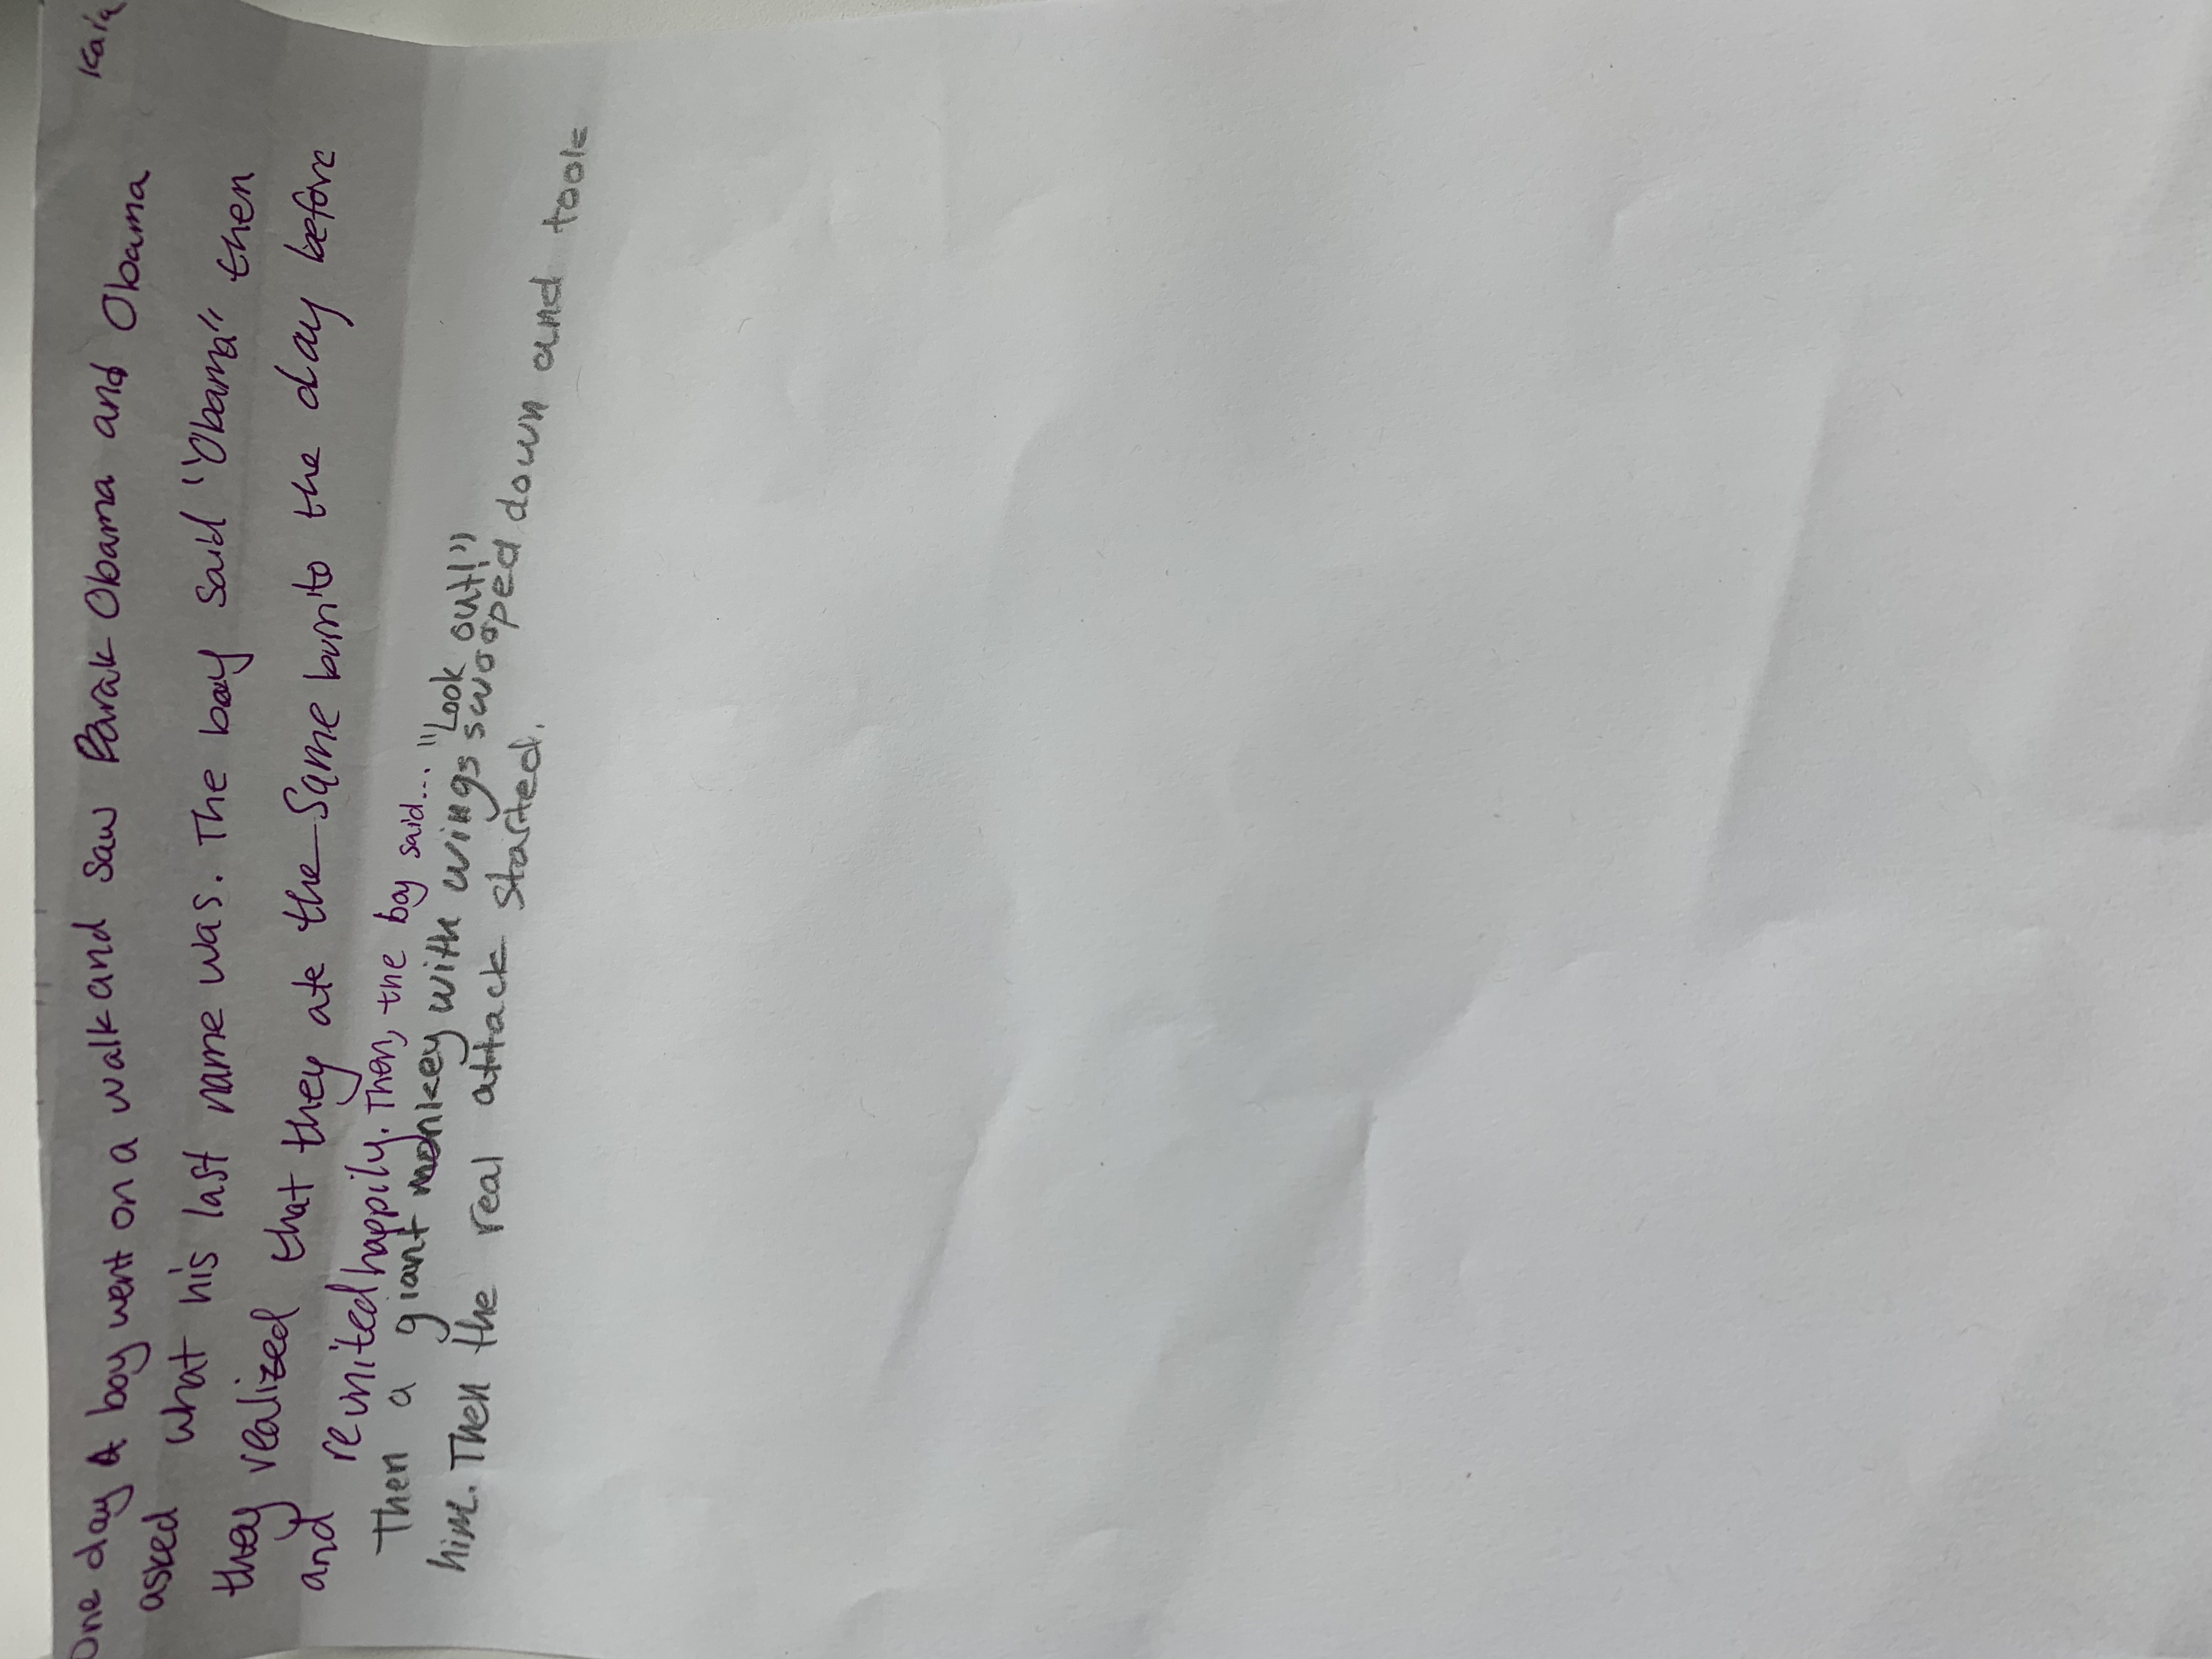 Kaia
One day A boy went on a walk and saw Barak Obama and Obama
asked what his last name was. The boy said "Obama" then
they realized that they ate the same burrito the day before
and reunited happily. Then, the boy said... "Look out!"
Then a giant monkey with wings swooped down and took
him. Then the real attack started.